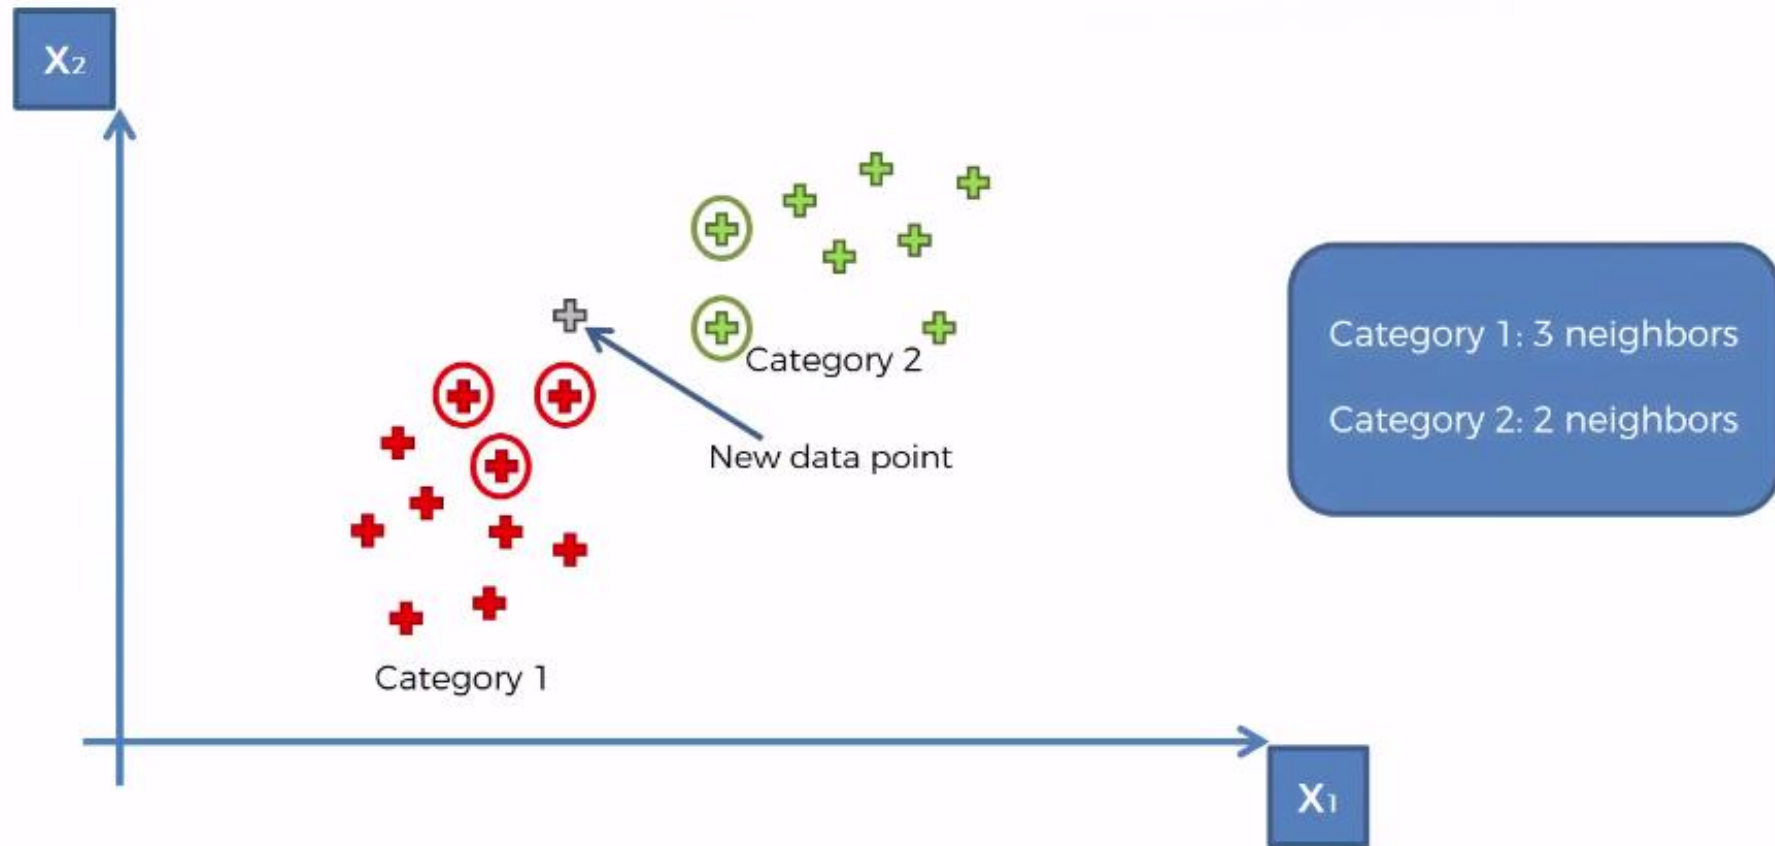 X2
Category 2
New data point
Category 1: 3 neighbors
Category 2: 2 neighbors
Category 1
X1